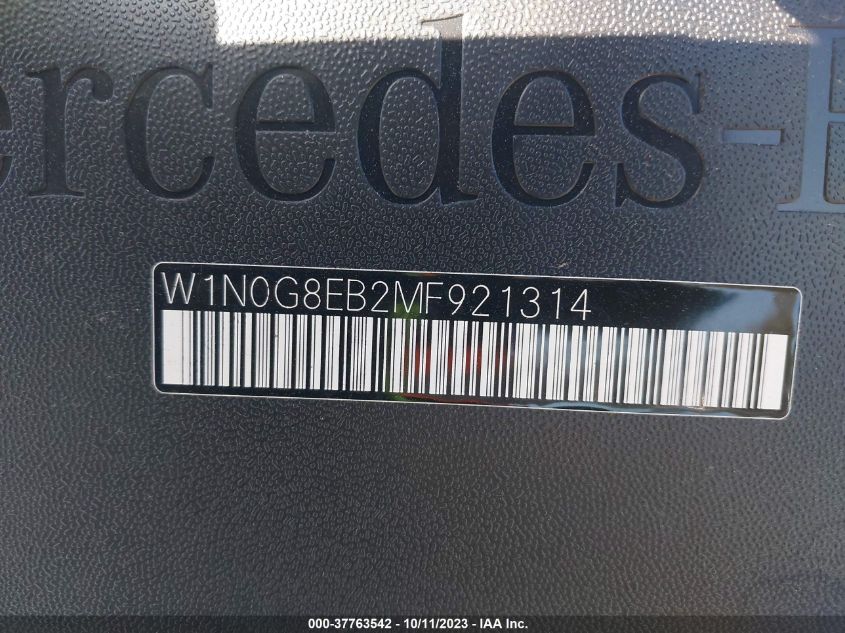 ercedes-B
W1N0G8EB2MF921314
000-37763542 - 10/11/2023 - IAA Inc.